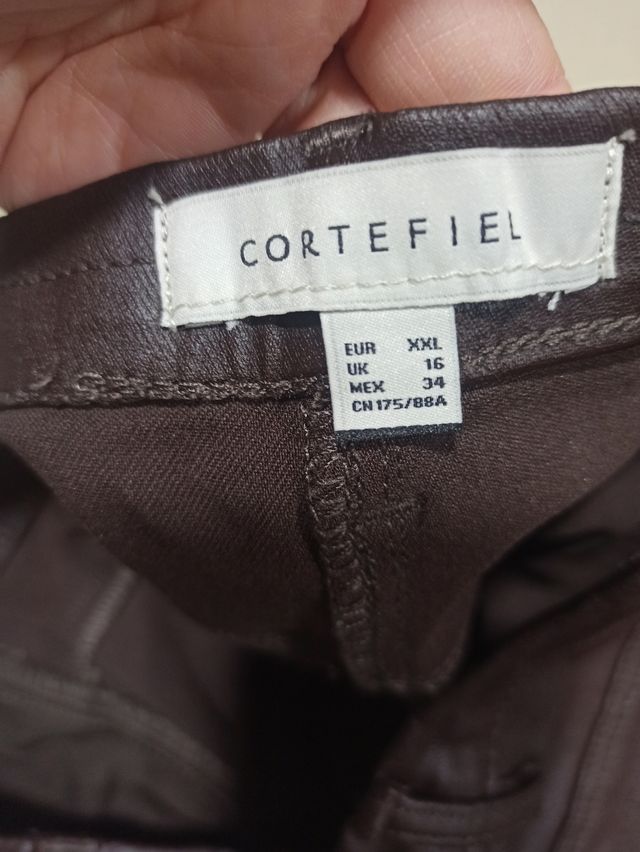 CORTEFIEL
EUR XXL
UK 16
MEX 34
CN 175/88A